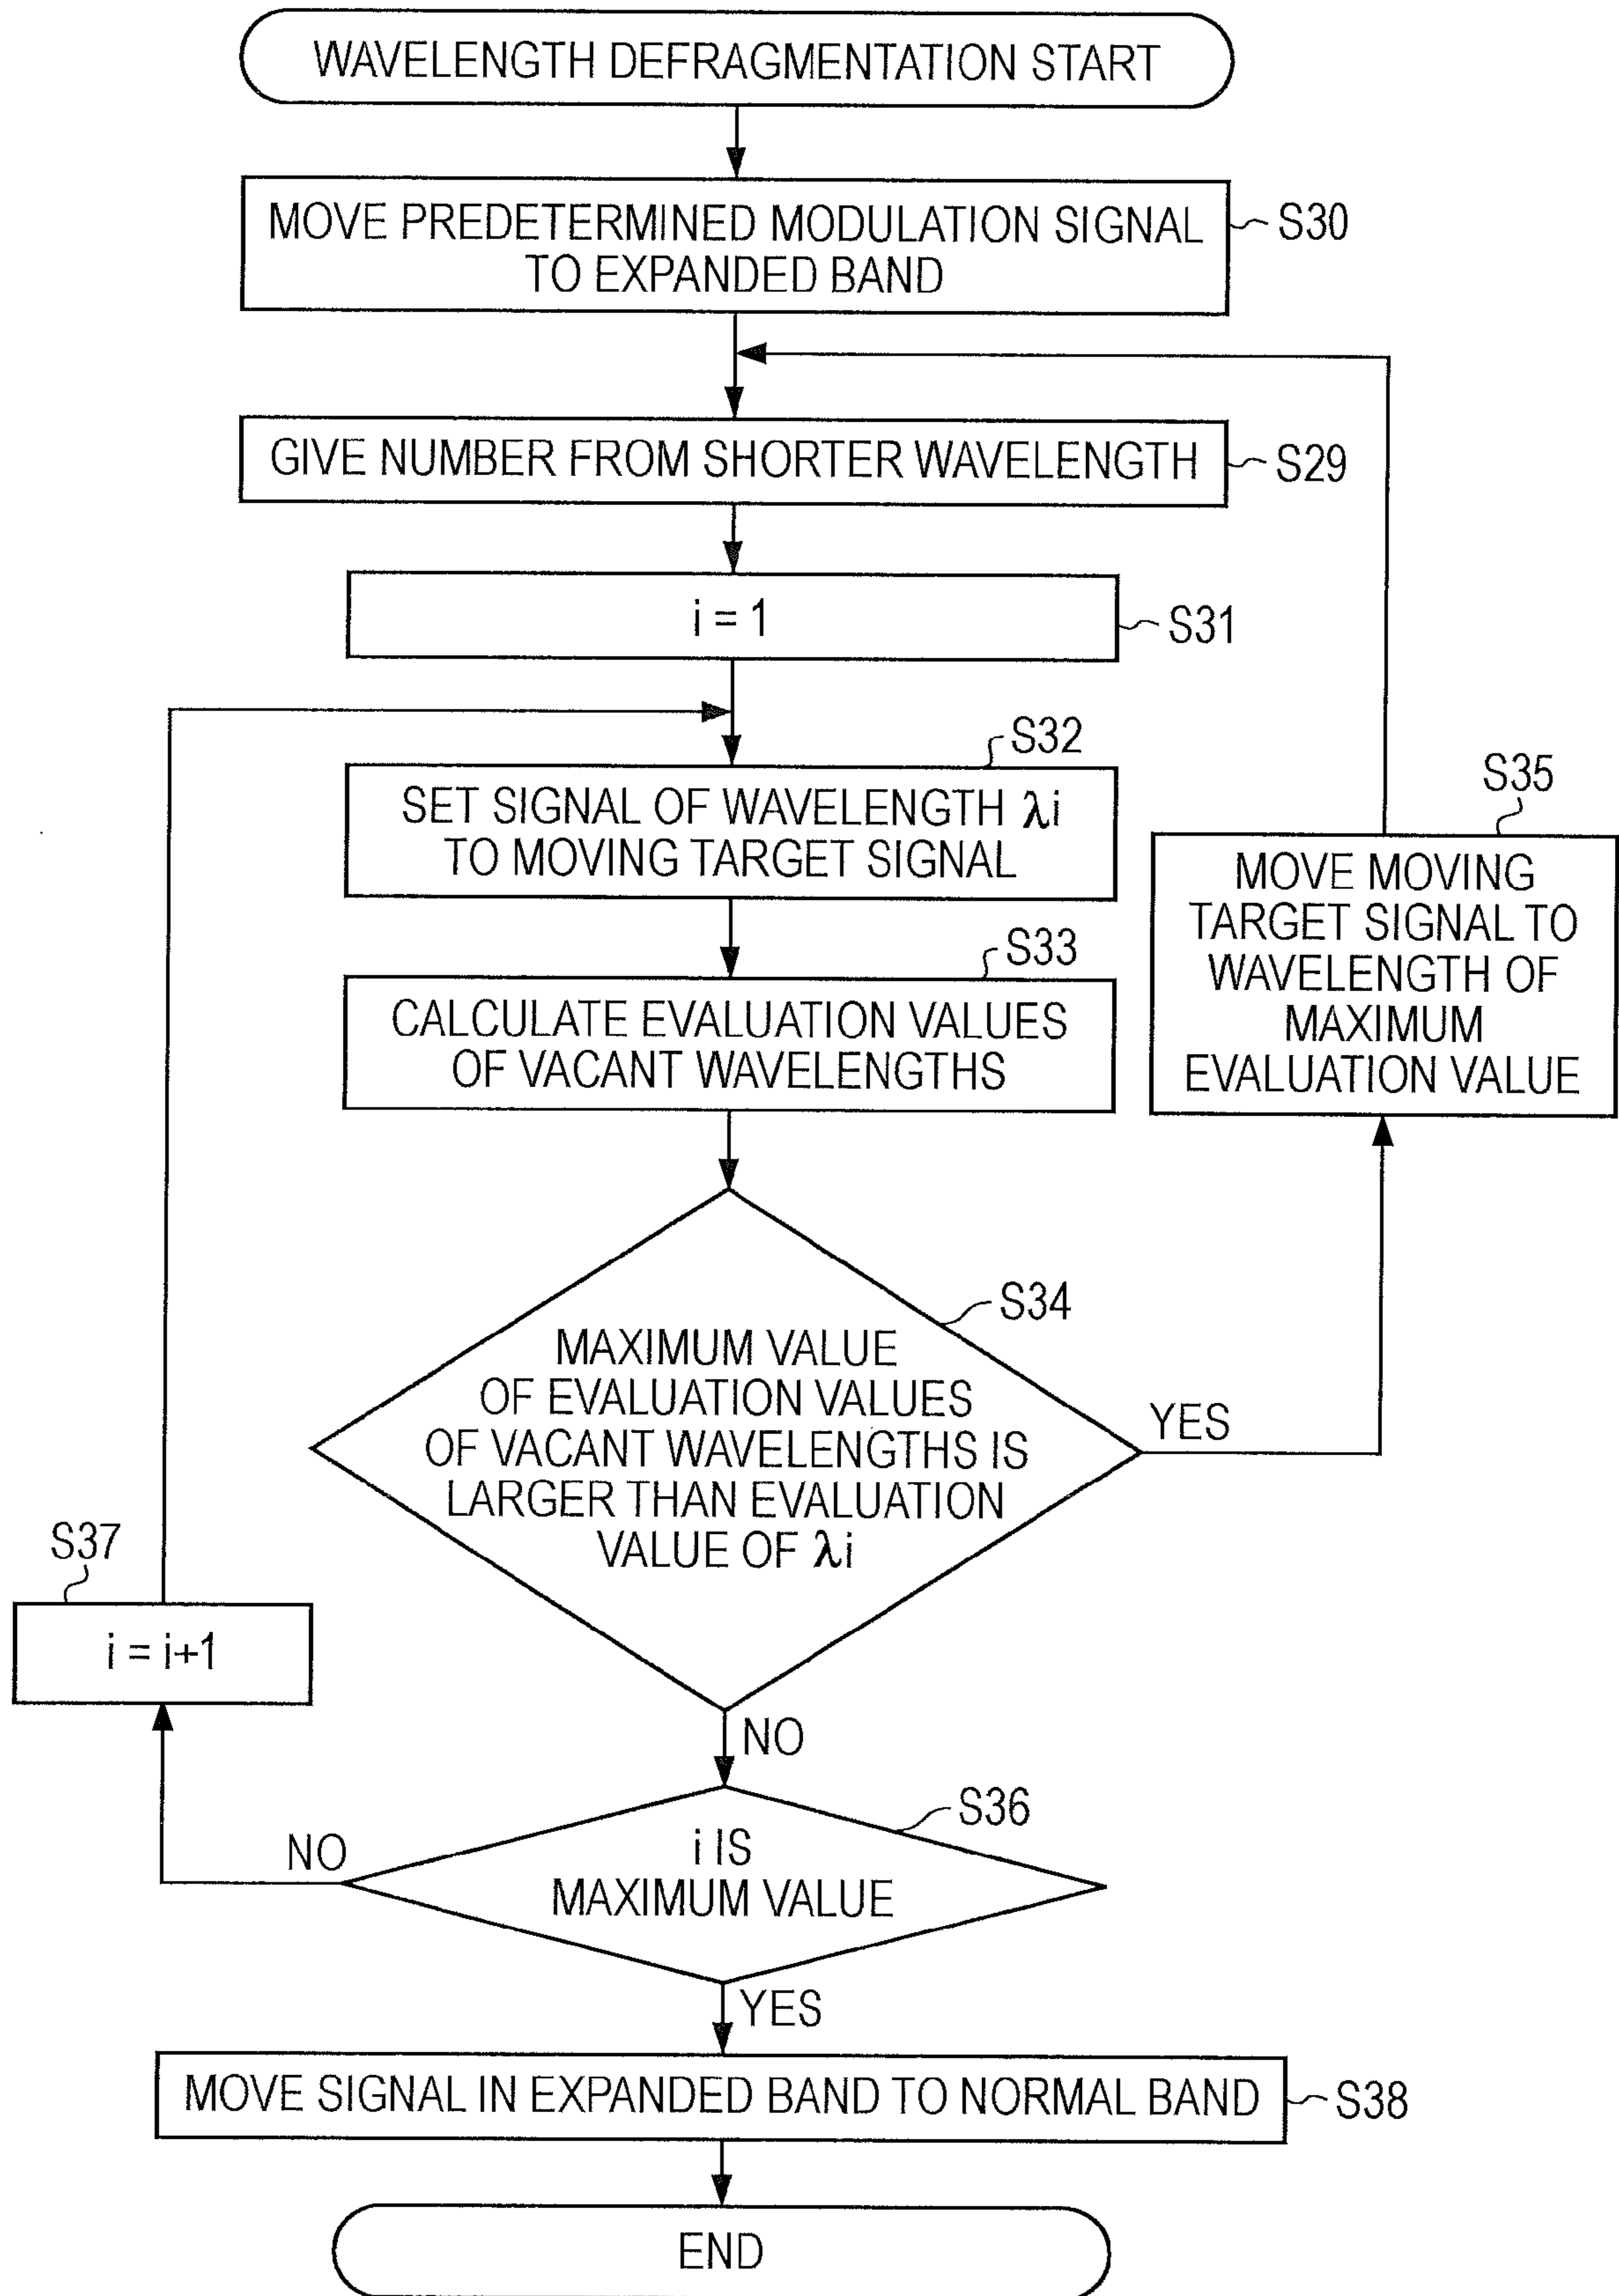 WAVELENGTH DEFRAGMENTATION START
MOVE PREDETERMINED MODULATION SIGNAL
TO EXPANDED BAND
S30
GIVE NUMBER FROM SHORTER WAVELENGTH
S29
i = 1
S31
S32
SET SIGNAL OF WAVELENGTH λi
TO MOVING TARGET SIGNAL
S33
CALCULATE EVALUATION VALUES
OF VACANT WAVELENGTHS
S35
MOVE MOVING
TARGET SIGNAL TO
WAVELENGTH OF
MAXIMUM
EVALUATION VALUE
S34
MAXIMUM VALUE
OF EVALUATION VALUES
OF VACANT WAVELENGTHS IS
LARGER THAN EVALUATION
VALUE OF λi
YES
NO
S37
i = i+1
S36
i IS
MAXIMUM VALUE
NO
YES
MOVE SIGNAL IN EXPANDED BAND TO NORMAL BAND
S38
END